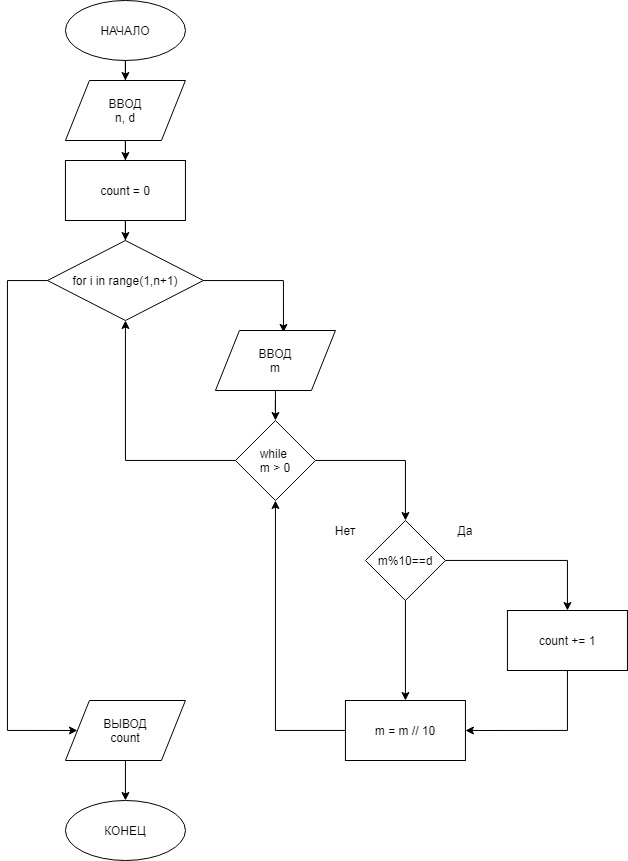 НАЧАЛО
ВВОД
n, d
count = 0
for i in range(1,n+1)
ВВОД
m
while
m > 0
Нет
Да
m%10==d
count += 1
m = m // 10
ВЫВОД
count
КОНЕЦ